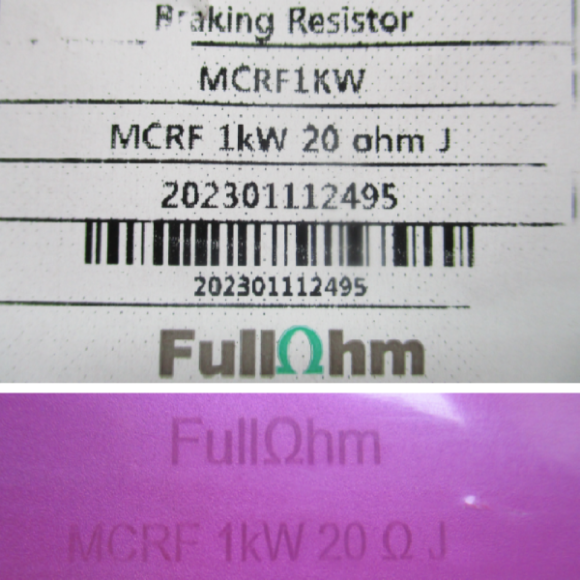 Braking Resistor
MCRF1KW
MCRF 1kW 20 ohm J
202301112495
202301112495
FullΩhm
FullΩhm
MCRF 1kW 20 Ω J